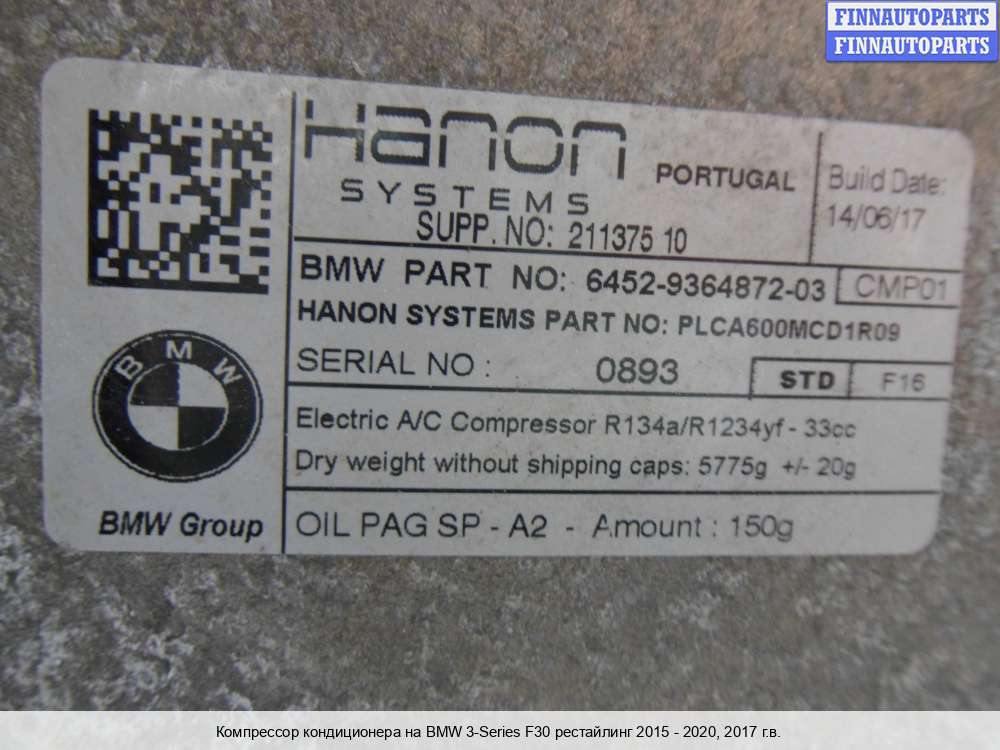 FINNAUTOPARTS
FINNAUTOPARTS
Hanon
SYSTEMS
PORTUGAL
Build Date:
14/06/17
SUPP. NO: 211375 10
BMW PART NO: 6452-9364872-03 CMP01
HANON SYSTEMS PART NO: PLCA600MCD1R09
SERIAL NO : 0893 STD F16
BMW
Electric A/C Compressor R134a/R1234yf - 33cc
Dry weight without shipping caps: 5775g +/- 20g
BMW Group
OIL PAG SP - A2 - Amount : 150g
Компрессор кондиционера на BMW 3-Series F30 рестайлинг 2015 - 2020, 2017 г.в.